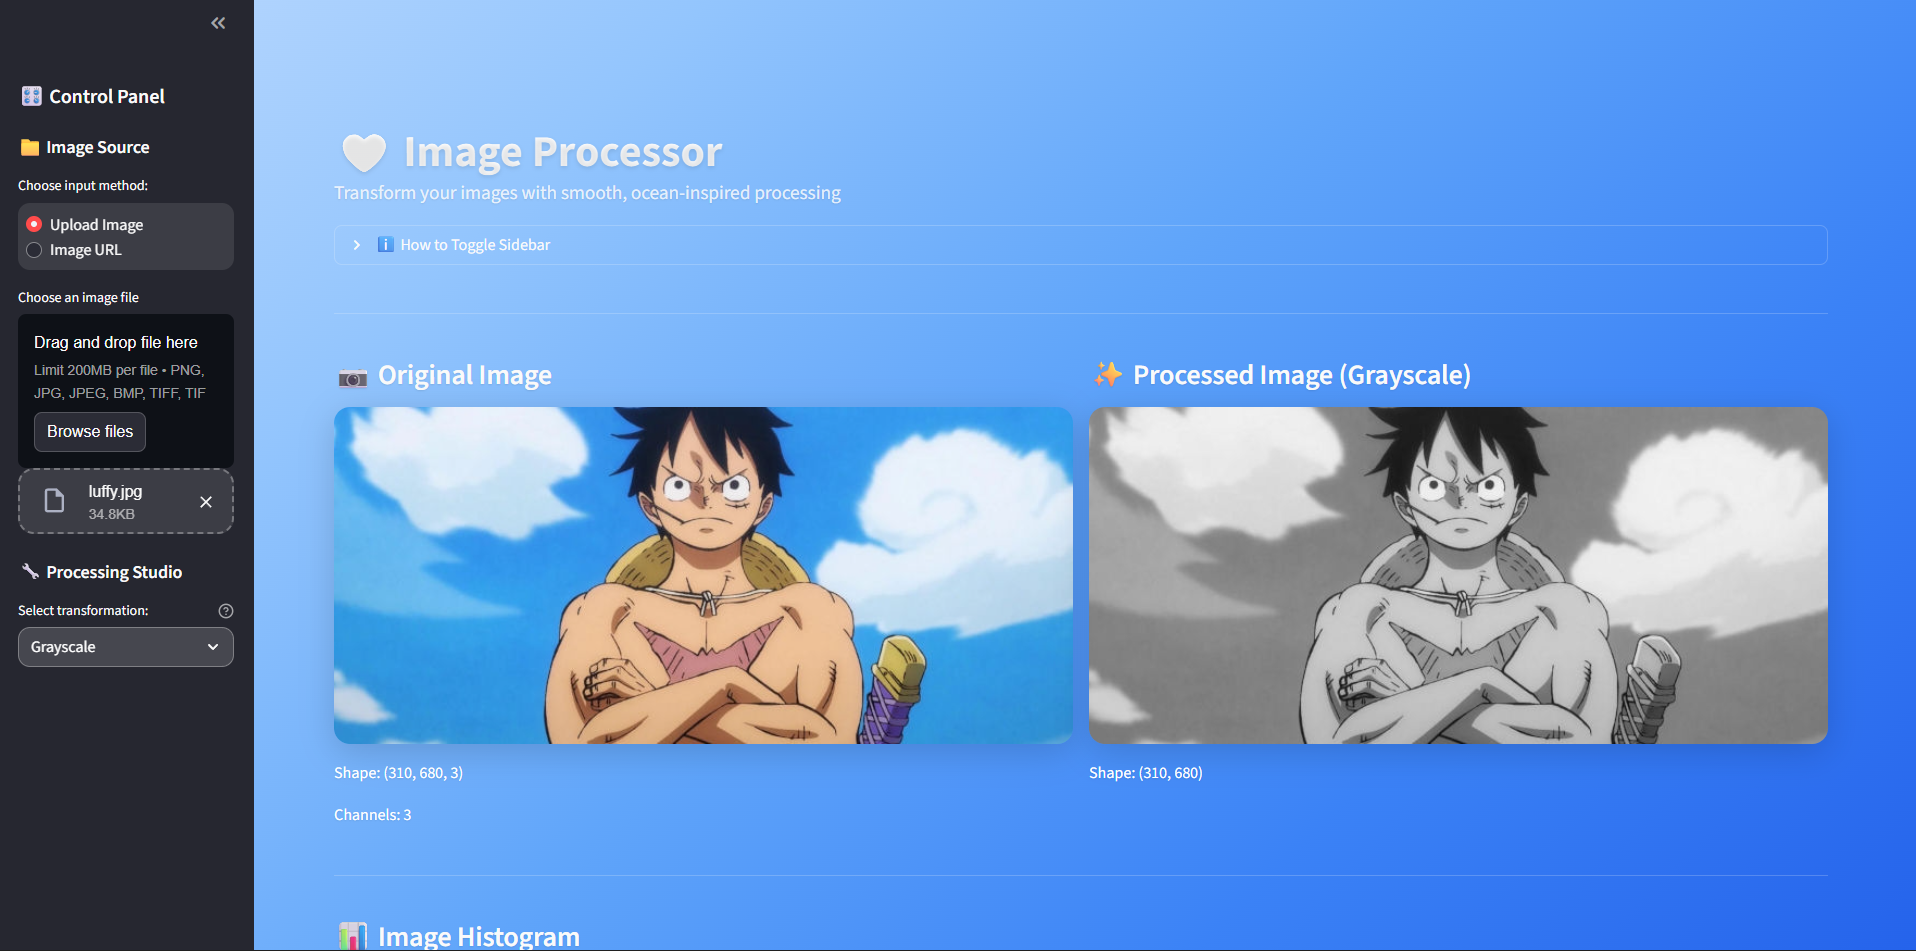 Control Panel
Image Source
Choose input method:
Upload Image
Image URL
Choose an image file
Drag and drop file here
Limit 200MB per file • PNG,
JPG, JPEG, BMP, TIFF, TIF
Browse files
luffy.jpg
34.8KB
Processing Studio
Select transformation:
Grayscale
Image Processor
Transform your images with smooth, ocean-inspired processing
How to Toggle Sidebar
Original Image
Processed Image (Grayscale)
Shape: (310, 680, 3)
Shape: (310, 680)
Channels: 3
Image Histogram